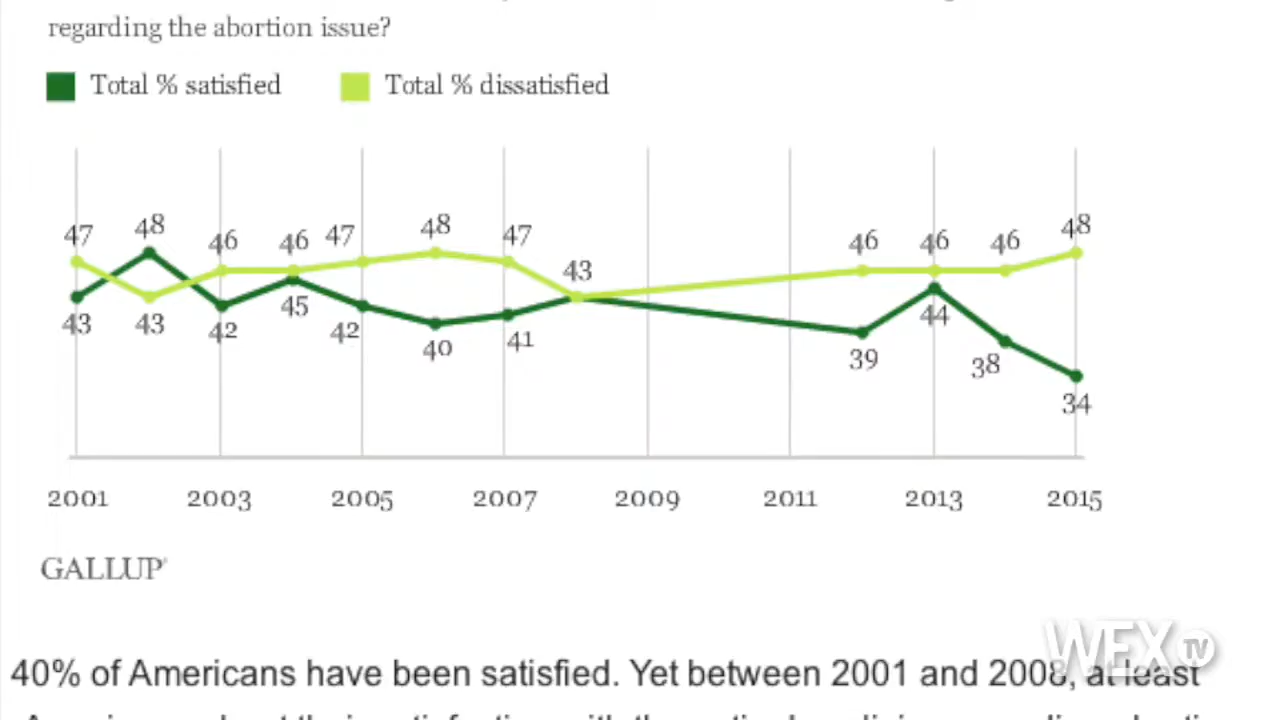 regarding the abortion issue?
Total % satisfied Total % dissatisfied
47 48 46 46 47 48 47 43 46 46 46 48
43 43 42 45 42 40 41 39 44 38 34
2001 2003 2005 2007 2009 2011 2013 2015
GALLUP'
WEX TV
40% of Americans have been satisfied. Yet between 2001 and 2008, at least